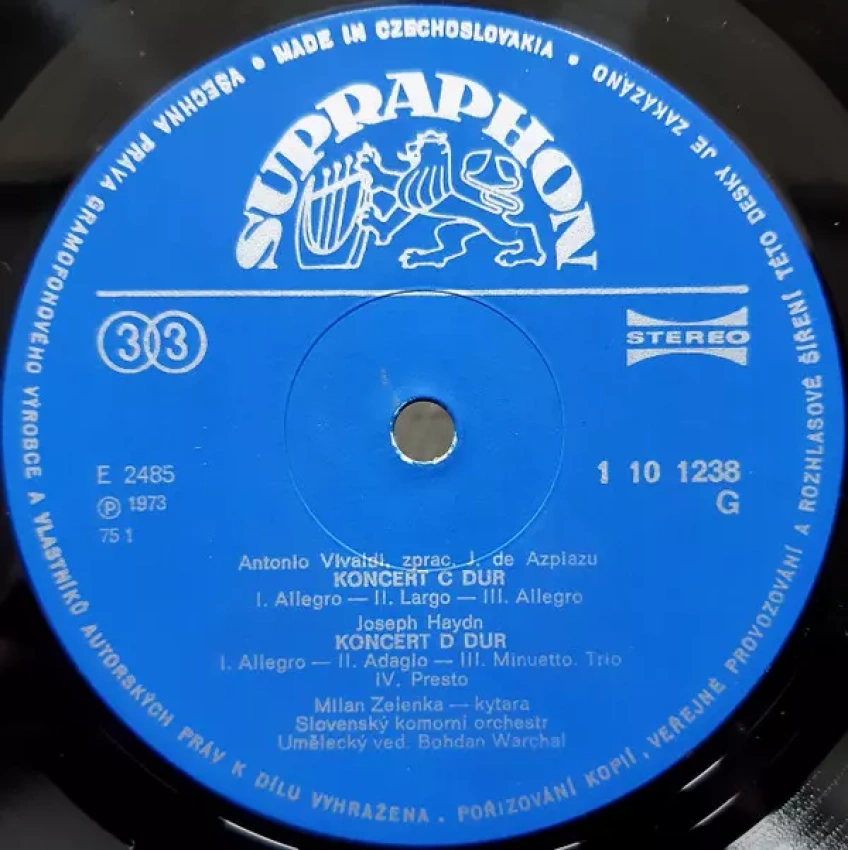 VŠECHNA PRÁVA GRAMOFONOVÉHO VÝROBCE A VLASTNÍKŮ AUTORSKÝCH PRÁV K DÍLU VYHRAŽENA. POŘIZOVÁNÍ KOPIÍ, VEŘEJNÉ PROVOZOVÁNÍ A ROZHLASOVÉ ŠÍŘENÍ TÉTO DESKY JE ZAKÁZÁNO • MADE IN CZECHOSLOVAKIA •
SUPRAPHON
33
STEREO
E 2485
1 10 1238
Ⓟ 1973
G
75 1
Antonio Vivaldi, zprac. J. de Azpiazu
KONCERT C DUR
I. Allegro — II. Largo — III. Allegro
Joseph Haydn
KONCERT D DUR
I. Allegro — II. Adagio — III. Minuetto. Trio
IV. Presto
Milan Zelenka — kytara
Slovenský komorní orchestr
Umělecký ved. Bohdan Warchal